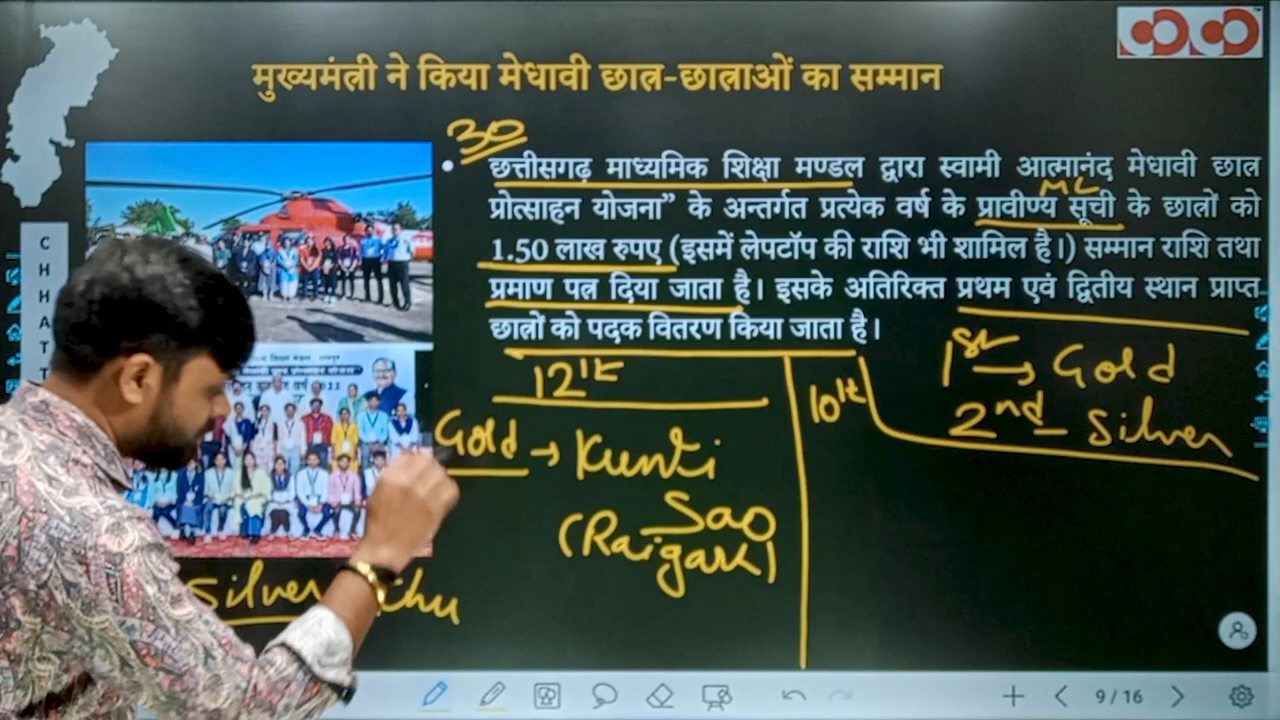 मुख्यमंत्री ने किया मेधावी छात्र-छात्राओं का सम्मान
30
• छत्तीसगढ़ माध्यमिक शिक्षा मण्डल द्वारा स्वामी आत्मानंद मेधावी छात्र
प्रोत्साहन योजना” के अन्तर्गत प्रत्येक वर्ष के प्रावीण्य सूची के छात्रों को
1.50 लाख रुपए (इसमें लेपटॉप की राशि भी शामिल है।) सम्मान राशि तथा
प्रमाण पत्र दिया जाता है। इसके अतिरिक्त प्रथम एवं द्वितीय स्थान प्राप्त
छात्रों को पदक वितरण किया जाता है।
CHHAT
12th
10th
1st → Gold
2nd - Silver
Gold → Kunti
Sao
(Raigarh)
Silver
9/16